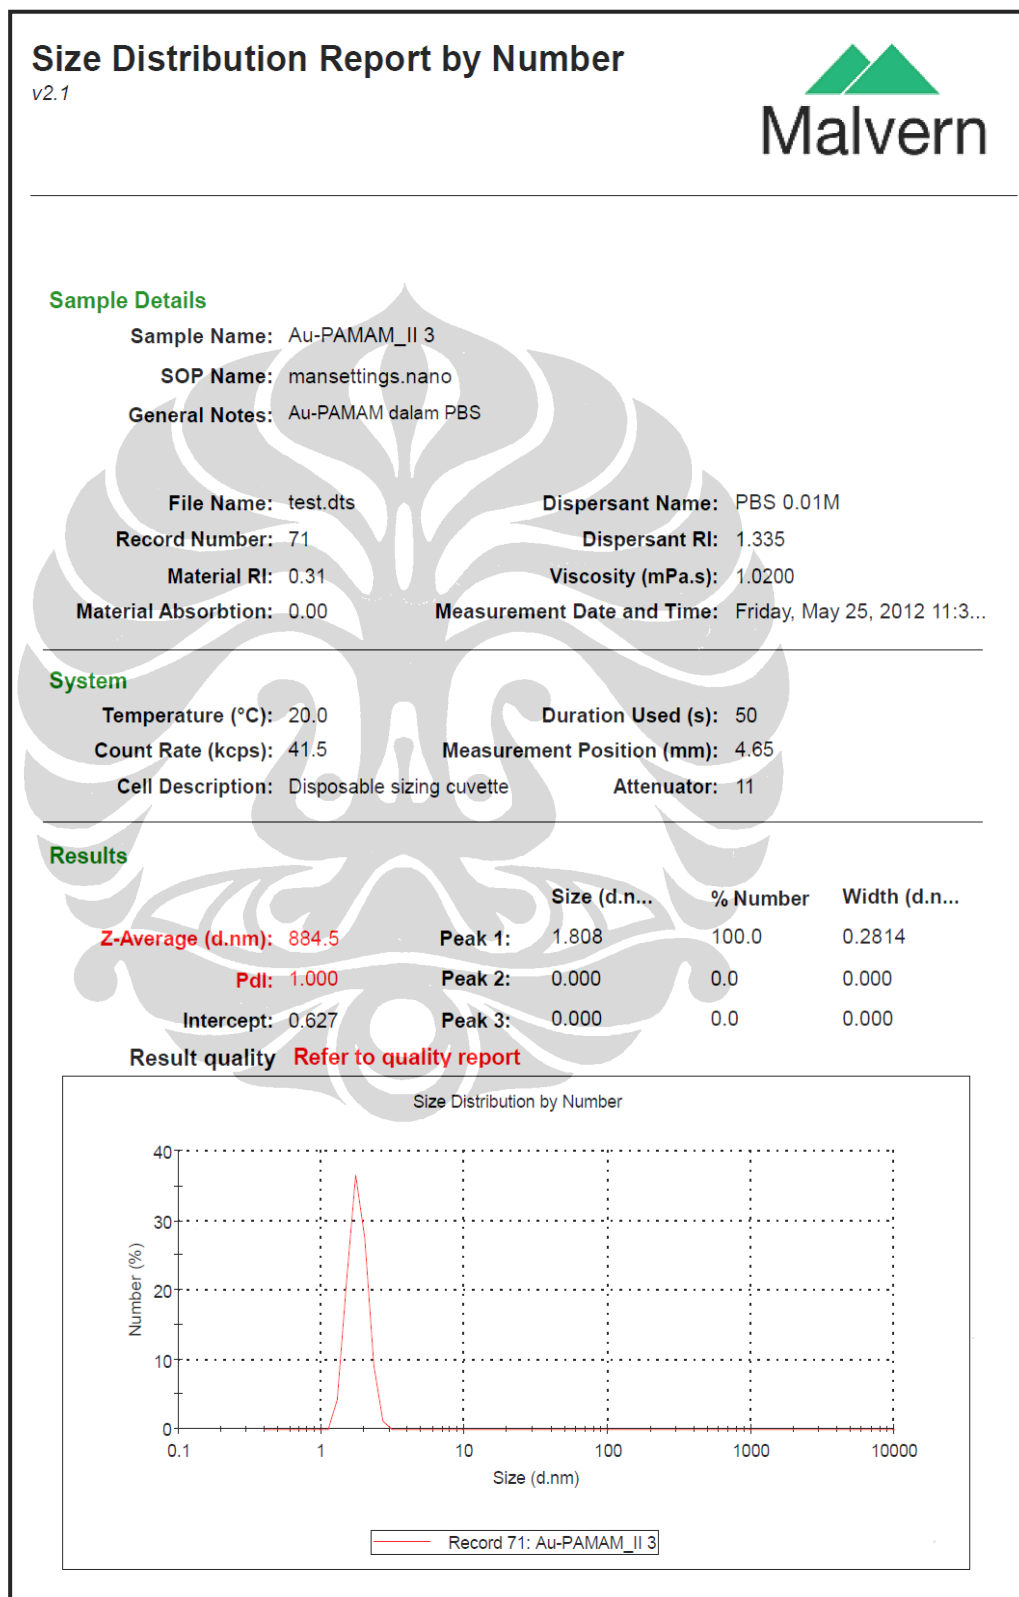 Size Distribution Report by Number
v2.1
Malvern
Sample Details
Sample Name: Au-PAMAM_II 3
SOP Name: mansettings.nano
General Notes: Au-PAMAM dalam PBS
File Name: test.dts Dispersant Name: PBS 0.01M
Record Number: 71 Dispersant RI: 1.335
Material RI: 0.31 Viscosity (mPa.s): 1.0200
Material Absorbtion: 0.00 Measurement Date and Time: Friday, May 25, 2012 11:3...
System
Temperature (°C): 20.0 Duration Used (s): 50
Count Rate (kcps): 41.5 Measurement Position (mm): 4.65
Cell Description: Disposable sizing cuvette Attenuator: 11
Results
Size (d.n... % Number Width (d.n...
Z-Average (d.nm): 884.5 Peak 1: 1.808 100.0 0.2814
PdI: 1.000 Peak 2: 0.000 0.0 0.000
Intercept: 0.627 Peak 3: 0.000 0.0 0.000
Result quality Refer to quality report
Size Distribution by Number
40
30
20
10
0
Number (%)
0.1 1 10 100 1000 10000
Size (d.nm)
Record 71: Au-PAMAM_II 3